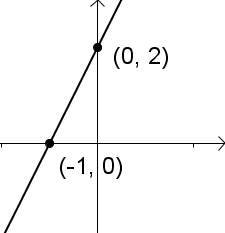 (0, 2)
(-1, 0)